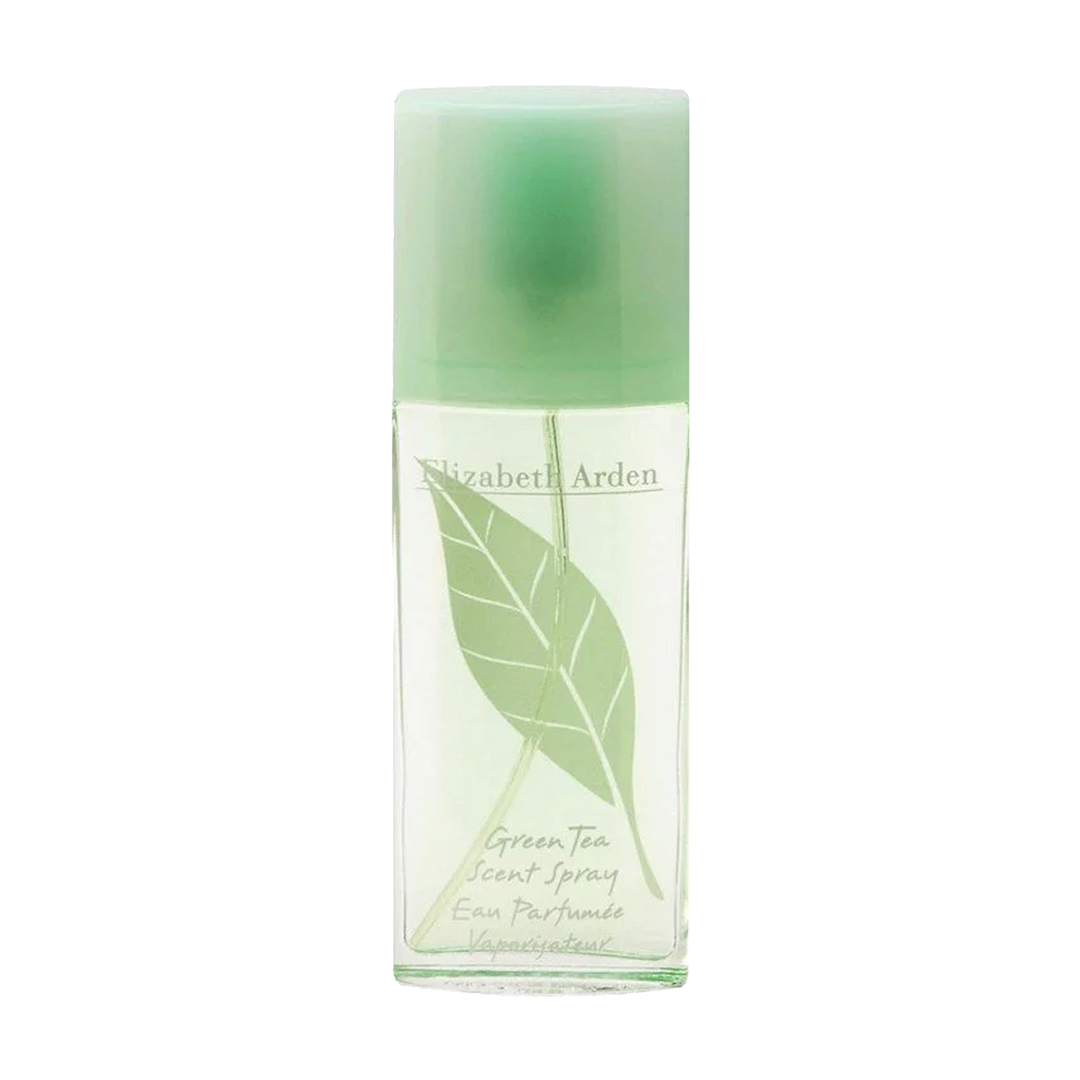 Elizabeth Arden
Green Tea
Scent Spray
Eau Parfumée
Vaporisateur